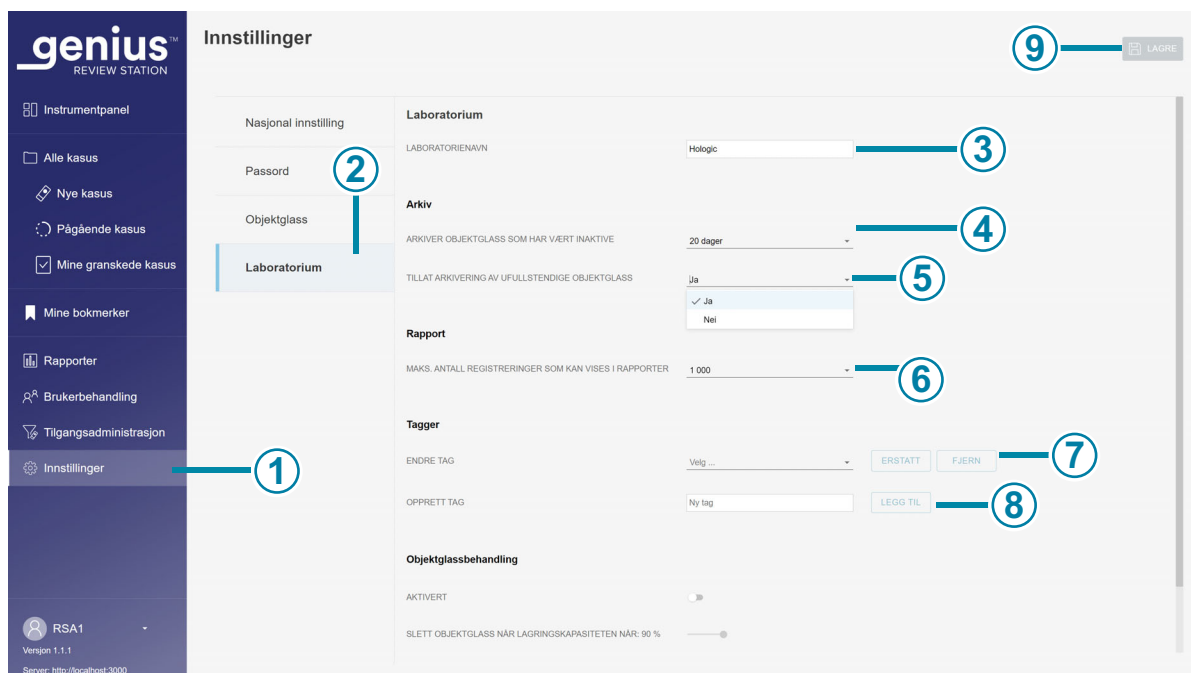 genius™
REVIEW STATION
Instrumentpanel
Alle kasus
Nye kasus
Pågående kasus
Mine granskede kasus
Mine bokmerker
Rapporter
Brukerbehandling
Tilgangsadministrasjon
Innstillinger
RSA1
Versjon 1.1.1
Server: http://localhost:3000
Innstillinger
9
LAGRE
Nasjonal innstilling
Passord
2
Objektglass
Laboratorium
1
Laboratorium
LABORATORIENAVN
Hologic
3
Arkiv
ARKIVER OBJEKTGLASS SOM HAR VÆRT INAKTIVE
20 dager
4
TILLAT ARKIVERING AV UFULLSTENDIGE OBJEKTGLASS
Ja
5
Ja
Nei
Rapport
MAKS. ANTALL REGISTRERINGER SOM KAN VISES I RAPPORTER
1 000
6
Tagger
ENDRE TAG
Velg ...
ERSTATT
FJERN
7
OPPRETT TAG
Ny tag
LEGG TIL
8
Objektglassbehandling
AKTIVERT
SLETT OBJEKTGLASS NÅR LAGRINGSKAPASITETEN NÅR: 90 %